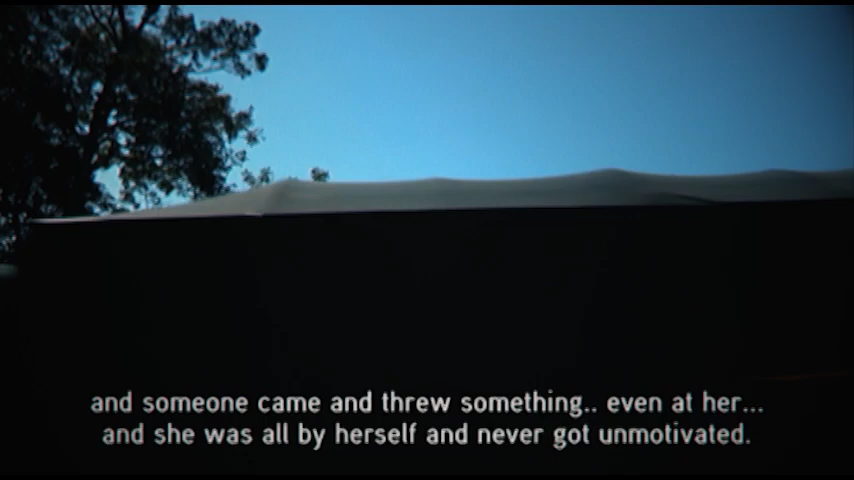 and someone came and threw something.. even at her...
and she was all by herself and never got unmotivated.